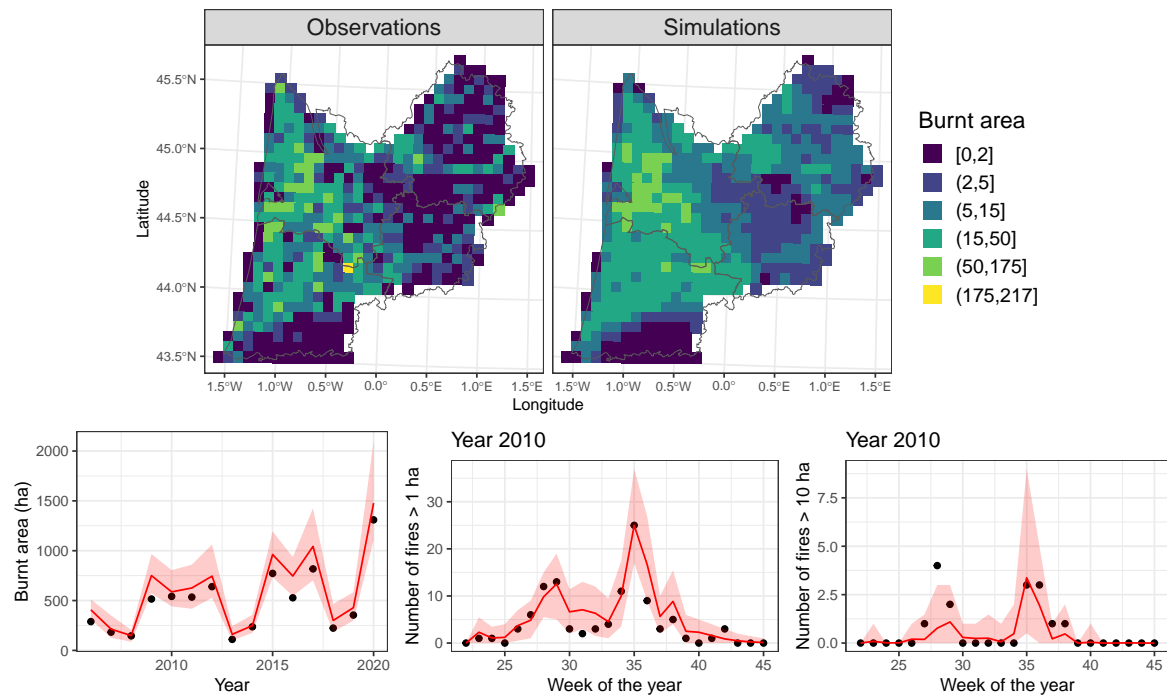 Observations
Simulations
45.5°N
45.0°N
44.5°N
44.0°N
43.5°N
Latitude
1.5°W 1.0°W 0.5°W 0.0° 0.5°E 1.0°E 1.5°E
1.5°W 1.0°W 0.5°W 0.0° 0.5°E 1.0°E 1.5°E
Longitude
Burnt area
[0,2]
(2,5]
(5,15]
(15,50]
(50,175]
(175,217]
2000
1500
1000
500
0
Burnt area (ha)
2010 2015 2020
Year
Year 2010
30
20
10
0
Number of fires > 1 ha
25 30 35 40 45
Week of the year
Year 2010
7.5
5.0
2.5
0.0
Number of fires > 10 ha
25 30 35 40 45
Week of the year